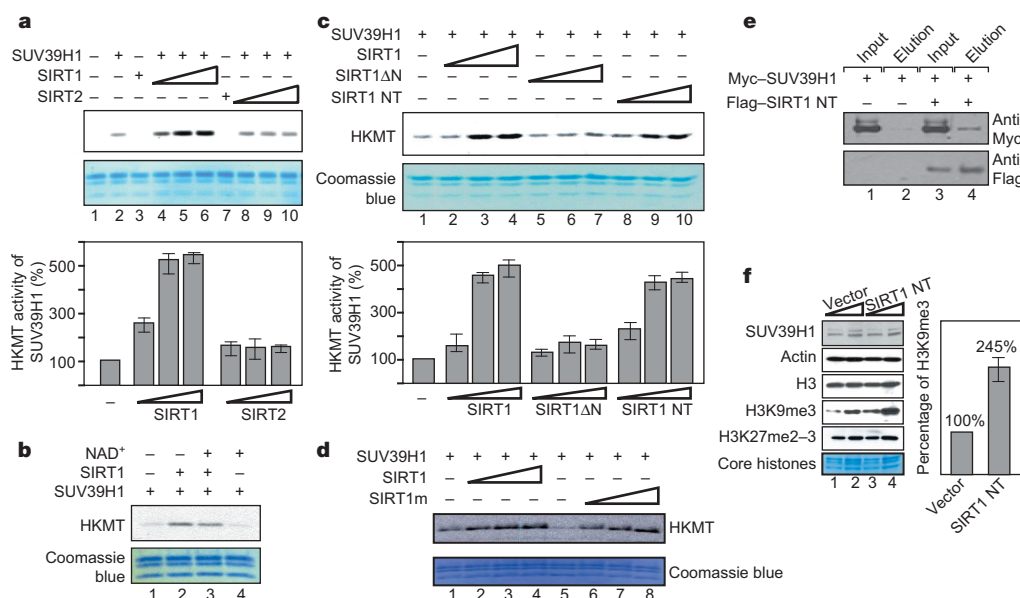 a
SUV39H1 – + – + + + – + + +
SIRT1 – – +
SIRT2 +
1 2 3 4 5 6 7 8 9 10
HKMT activity of
SUV39H1 (%)
500
300
100
– SIRT1 SIRT2
b
NAD+ – – + +
SIRT1 – + + –
SUV39H1 + + + +
HKMT
Coomassie
blue
1 2 3 4
c
SUV39H1 + + + + + + + + + +
SIRT1 – – – – – – –
SIRT1ΔN – – – – – – –
SIRT1 NT – – – – – – –
HKMT
Coomassie
blue
1 2 3 4 5 6 7 8 9 10
HKMT activity of
SUV39H1 (%)
500
300
100
– SIRT1 SIRT1ΔN SIRT1 NT
d
SUV39H1 + + + + + + + +
SIRT1 – – – – –
SIRT1m – – – – –
HKMT
Coomassie blue
1 2 3 4 5 6 7 8
e
Input Elution Input Elution
Myc–SUV39H1 + + + +
Flag–SIRT1 NT – – + +
Anti
Myc
Anti
Flag
1 2 3 4
f
Vector SIRT1 NT
SUV39H1
Actin
H3
H3K9me3
H3K27me2–3
Core histones
1 2 3 4
Percentage of H3K9me3
100%
245%
Vector
SIRT1 NT